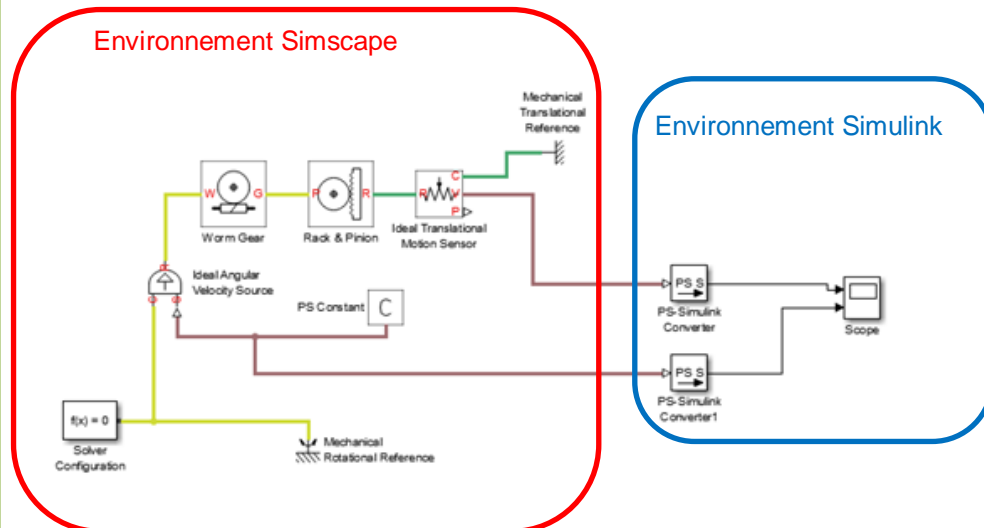 Environnement Simscape
Environnement Simulink
Mechanical
Translational
Reference
C
W
G
P
R
R
V
P
Worm Gear
Rack & Pinion
Ideal Translational
Motion Sensor
Ideal Angular
Velocity Source
R
C
S
PS Constant
C
PS S
PS-Simulink
Converter
Scope
PS S
PS-Simulink
Converter1
f(x) = 0
Solver
Configuration
Mechanical
Rotational Reference